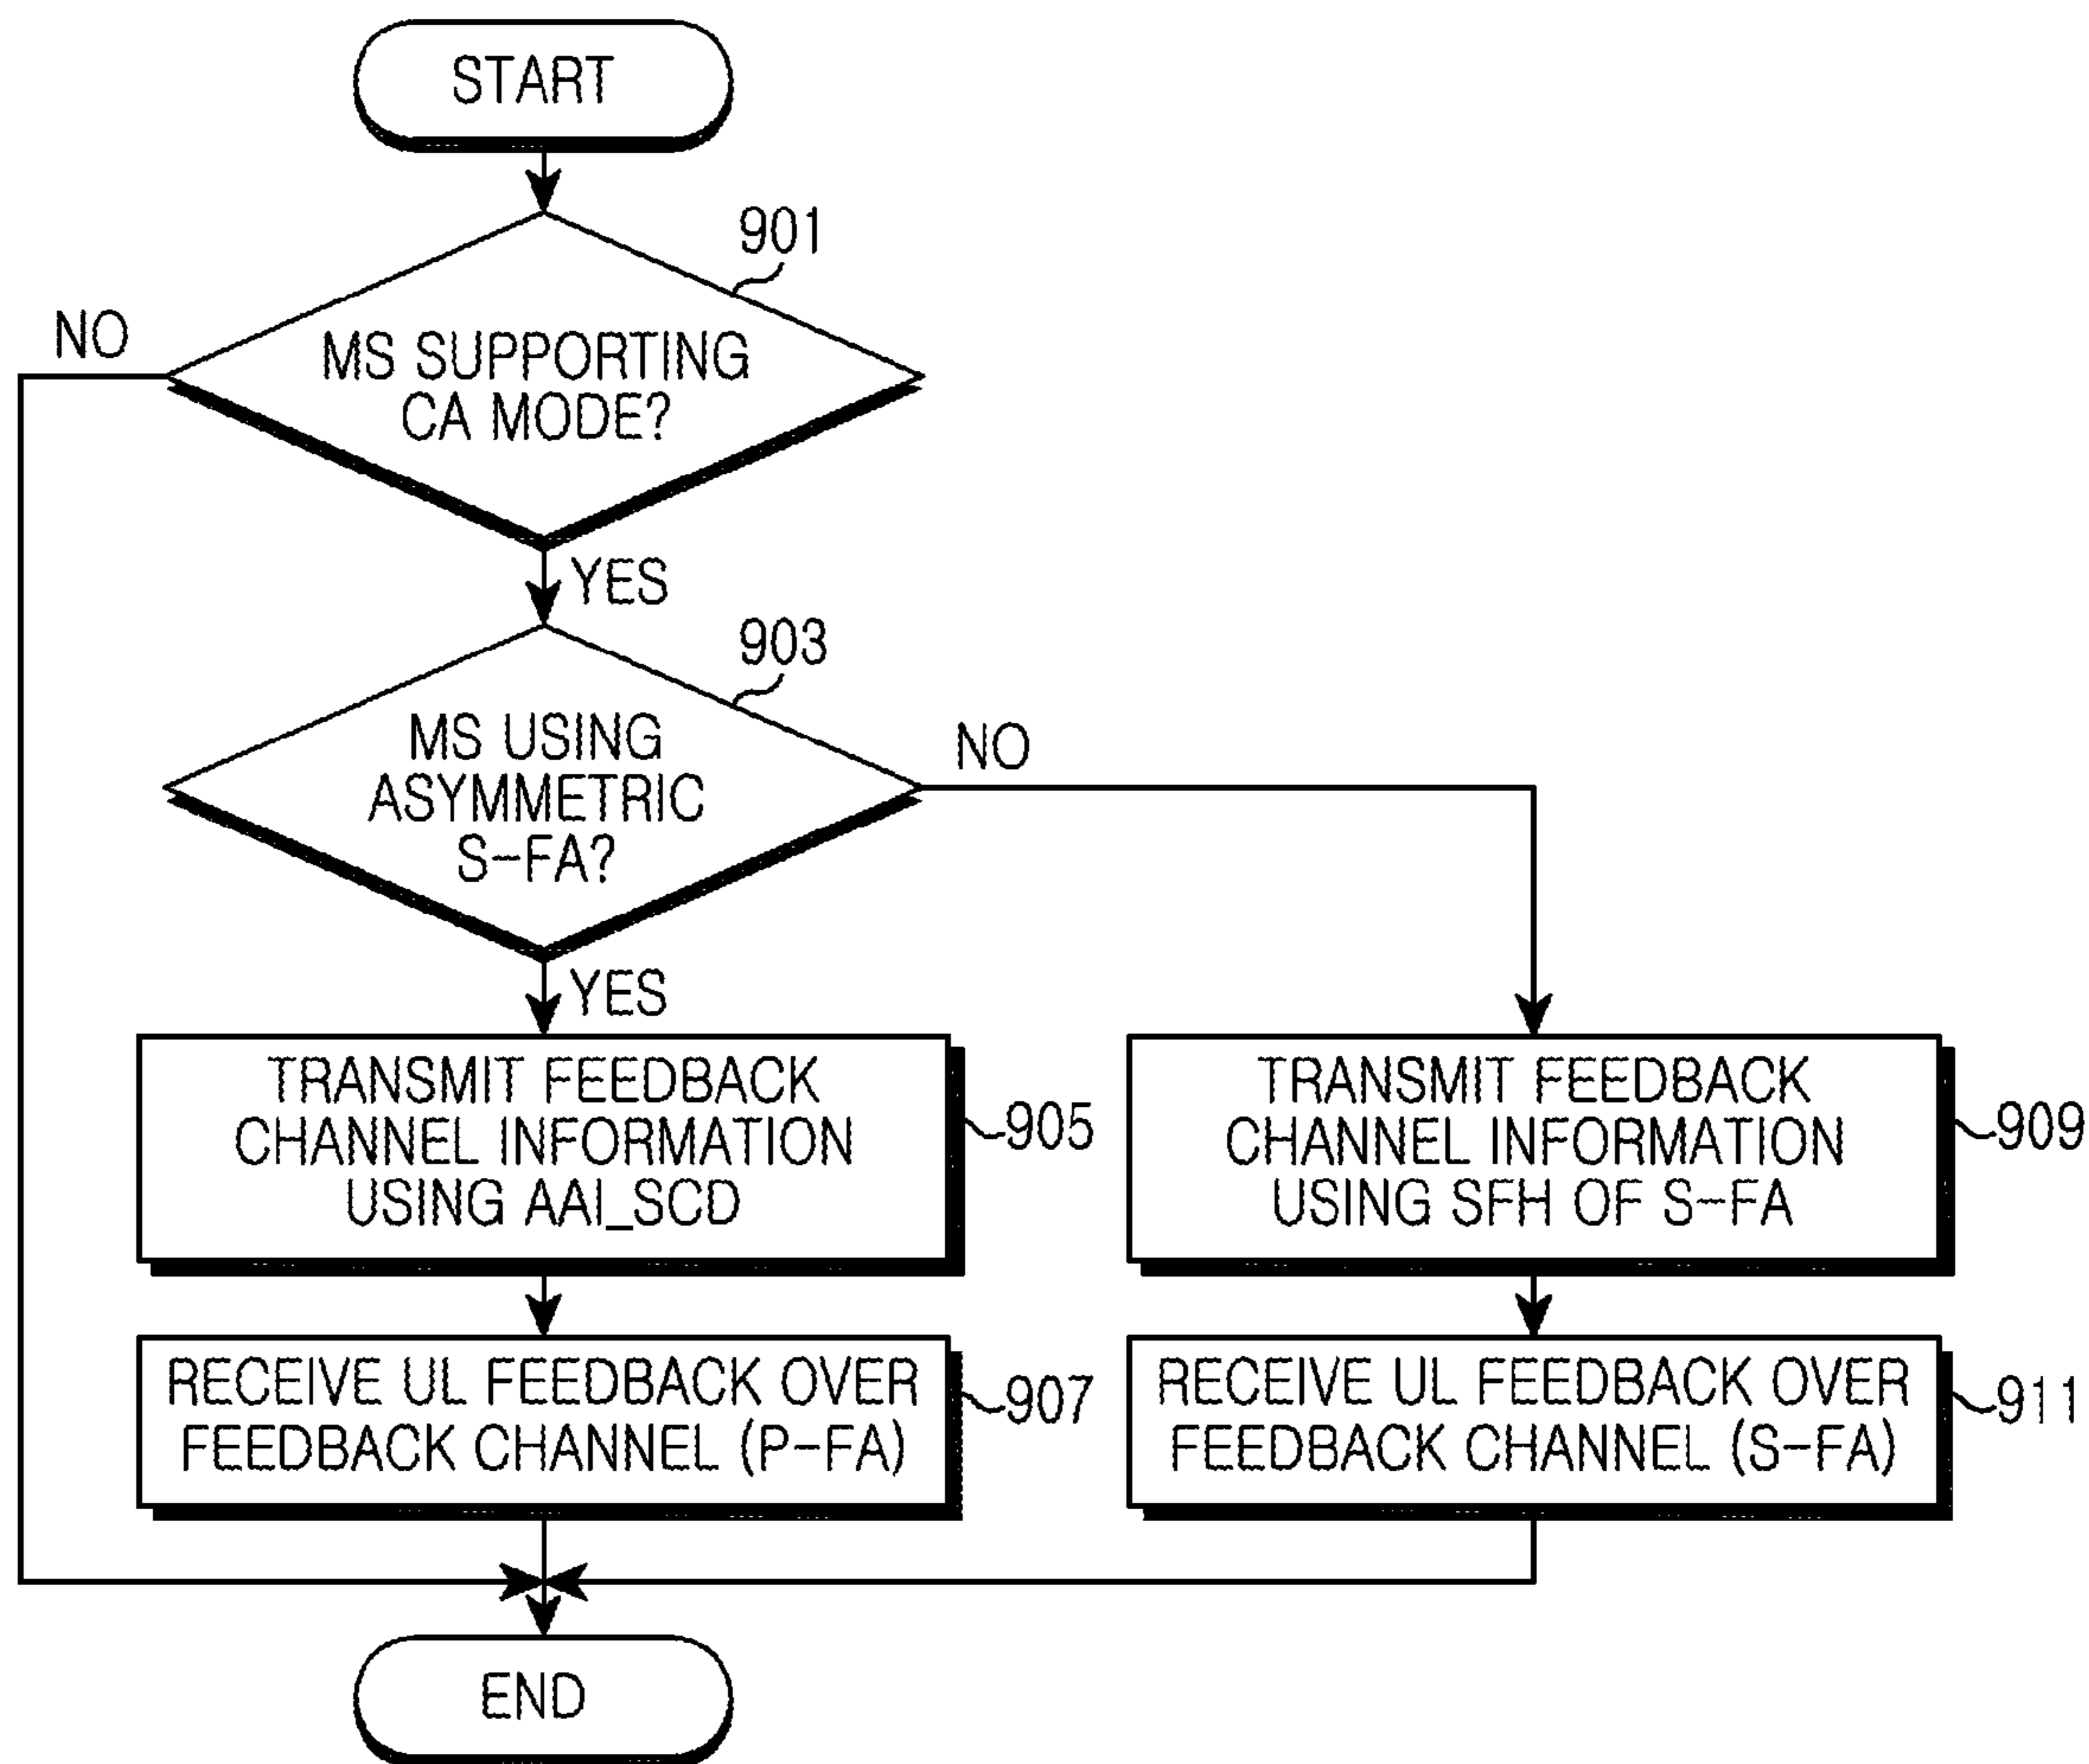 START
901
NO
MS SUPPORTING
CA MODE?
YES
903
MS USING
ASYMMETRIC
S-FA?
NO
YES
TRANSMIT FEEDBACK
CHANNEL INFORMATION
USING AAI_SCD
905
TRANSMIT FEEDBACK
CHANNEL INFORMATION
USING SFH OF S-FA
909
RECEIVE UL FEEDBACK OVER
FEEDBACK CHANNEL (P-FA)
907
RECEIVE UL FEEDBACK OVER
FEEDBACK CHANNEL (S-FA)
911
END